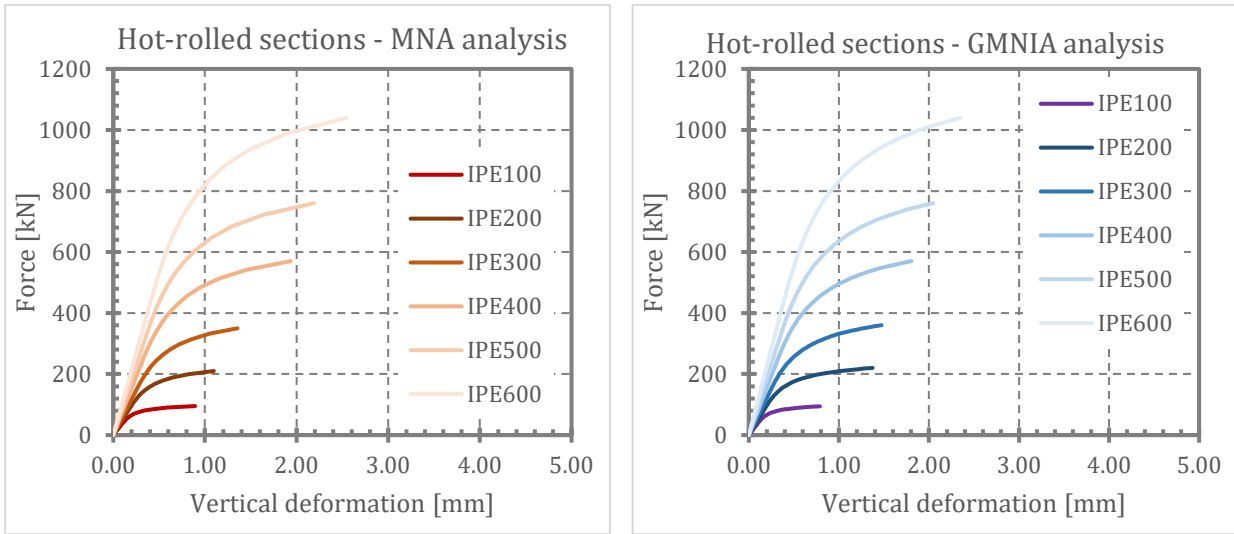 Hot-rolled sections - MNA analysis
1200
1000
800
600
400
200
0
Force [kN]
IPE100
IPE200
IPE300
IPE400
IPE500
IPE600
0.00 1.00 2.00 3.00 4.00 5.00
Vertical deformation [mm]
Hot-rolled sections - GMNIA analysis
1200
1000
800
600
400
200
0
Force [kN]
IPE100
IPE200
IPE300
IPE400
IPE500
IPE600
0.00 1.00 2.00 3.00 4.00 5.00
Vertical deformation [mm]